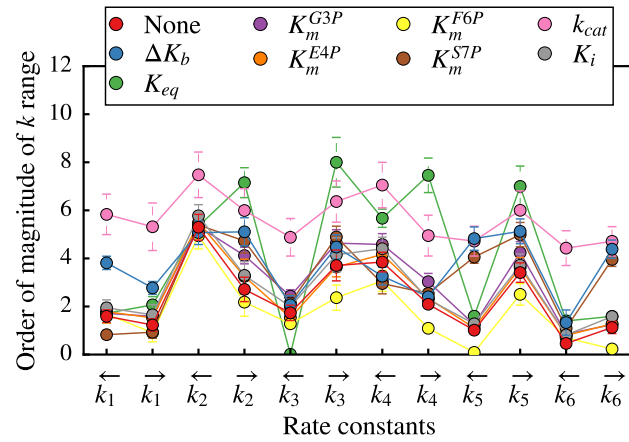 None
ΔK_b
K_eq
K_m^G3P
K_m^E4P
K_m^F6P
K_m^S7P
k_cat
K_i
12
10
8
6
4
2
0
Order of magnitude of k range
← → ← → ← → ← → ← → ← →
k_1 k_1 k_2 k_2 k_3 k_3 k_4 k_4 k_5 k_5 k_6 k_6
Rate constants